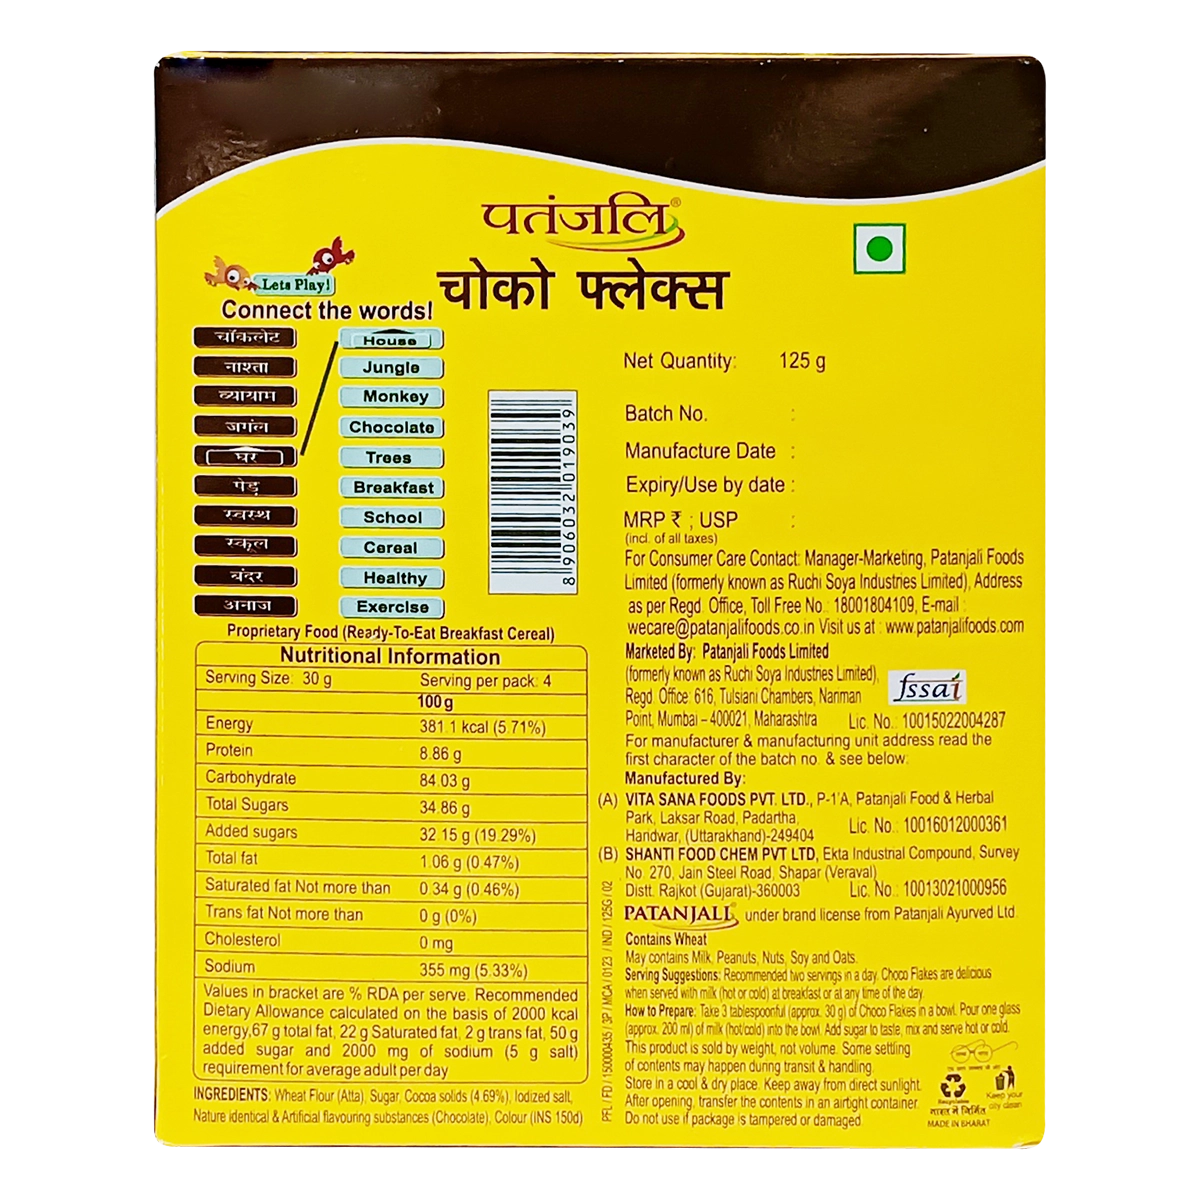 पतंजलि®
चोको फ्लेक्स
Lets Play!
Connect the words!
चॉकलेट House
नाश्ता Jungle
व्यायाम Monkey
जगंल Chocolate
घर Trees
पेड़ Breakfast
स्वस्थ School
स्कूल Cereal
बंदर Healthy
अनाज Exercise
8906032019039
Proprietary Food (Ready-To-Eat Breakfast Cereal)
Nutritional Information
Serving Size: 30 g Serving per pack: 4
100g
Energy 381.1 kcal (5.71%)
Protein 8.86 g
Carbohydrate 84.03 g
Total Sugars 34.86 g
Added sugars 32.15 g (19.29%)
Total fat 1.06 g (0.47%)
Saturated fat Not more than 0.34 g (0.46%)
Trans fat Not more than 0 g (0%)
Cholesterol 0 mg
Sodium 355 mg (5.33%)
Values in bracket are % RDA per serve. Recommended
Dietary Allowance calculated on the basis of 2000 kcal
energy,67 g total fat, 22 g Saturated fat, 2 g trans fat, 50 g
added sugar and 2000 mg of sodium (5 g salt)
requirement for average adult per day
INGREDIENTS: Wheat Flour (Atta), Sugar, Cocoa solids (4.69%), Iodized salt,
Nature identical & Artificial flavouring substances (Chocolate), Colour (INS 150d)
Net Quantity: 125 g
Batch No. :
Manufacture Date :
Expiry/Use by date :
MRP ₹ ; USP :
(incl. of all taxes)
For Consumer Care Contact: Manager-Marketing, Patanjali Foods
Limited (formerly known as Ruchi Soya Industries Limited), Address
as per Regd. Office, Toll Free No.: 18001804109, E-mail :
wecare@patanjalifoods.co.in Visit us at : www.patanjalifoods.com
Marketed By: Patanjali Foods Limited
(formerly known as Ruchi Soya Industries Limited),
Regd. Office: 616, Tulsiani Chambers, Nariman
Point, Mumbai – 400021, Maharashtra
fssai
Lic. No.: 10015022004287
For manufacturer & manufacturing unit address read the
first character of the batch no. & see below:
Manufactured By:
(A) VITA SANA FOODS PVT. LTD., P-1'A, Patanjali Food & Herbal
Park, Laksar Road, Padartha,
Haridwar, (Uttarakhand)-249404 Lic. No.: 10016012000361
(B) SHANTI FOOD CHEM PVT LTD, Ekta Industrial Compound, Survey
No. 270, Jain Steel Road, Shapar (Veraval)
Distt. Rajkot (Gujarat)-360003 Lic. No.: 10013021000956
PATANJALI® under brand license from Patanjali Ayurved Ltd.
Contains Wheat
May contains Milk, Peanuts, Nuts, Soy and Oats.
Serving Suggestions: Recommended two servings in a day. Choco Flakes are delicious
when served with milk (hot or cold) at breakfast or at any time of the day.
How to Prepare: Take 3 tablespoonful (approx. 30 g) of Choco Flakes in a bowl. Pour one glass
(approx. 200 ml) of milk (hot/cold) into the bowl. Add sugar to taste, mix and serve hot or cold.
This product is sold by weight, not volume. Some settling
of contents may happen during transit & handling.
Store in a cool & dry place. Keep away from direct sunlight.
After opening, transfer the contents in an airtight container.
Do not use if package is tampered or damaged.
Recyclable
Keep your
city clean
भारत में निर्मित
MADE IN BHARAT
PFL / FD / 15000435 / 3P / MCA / 0123 / IND / 125G / 02